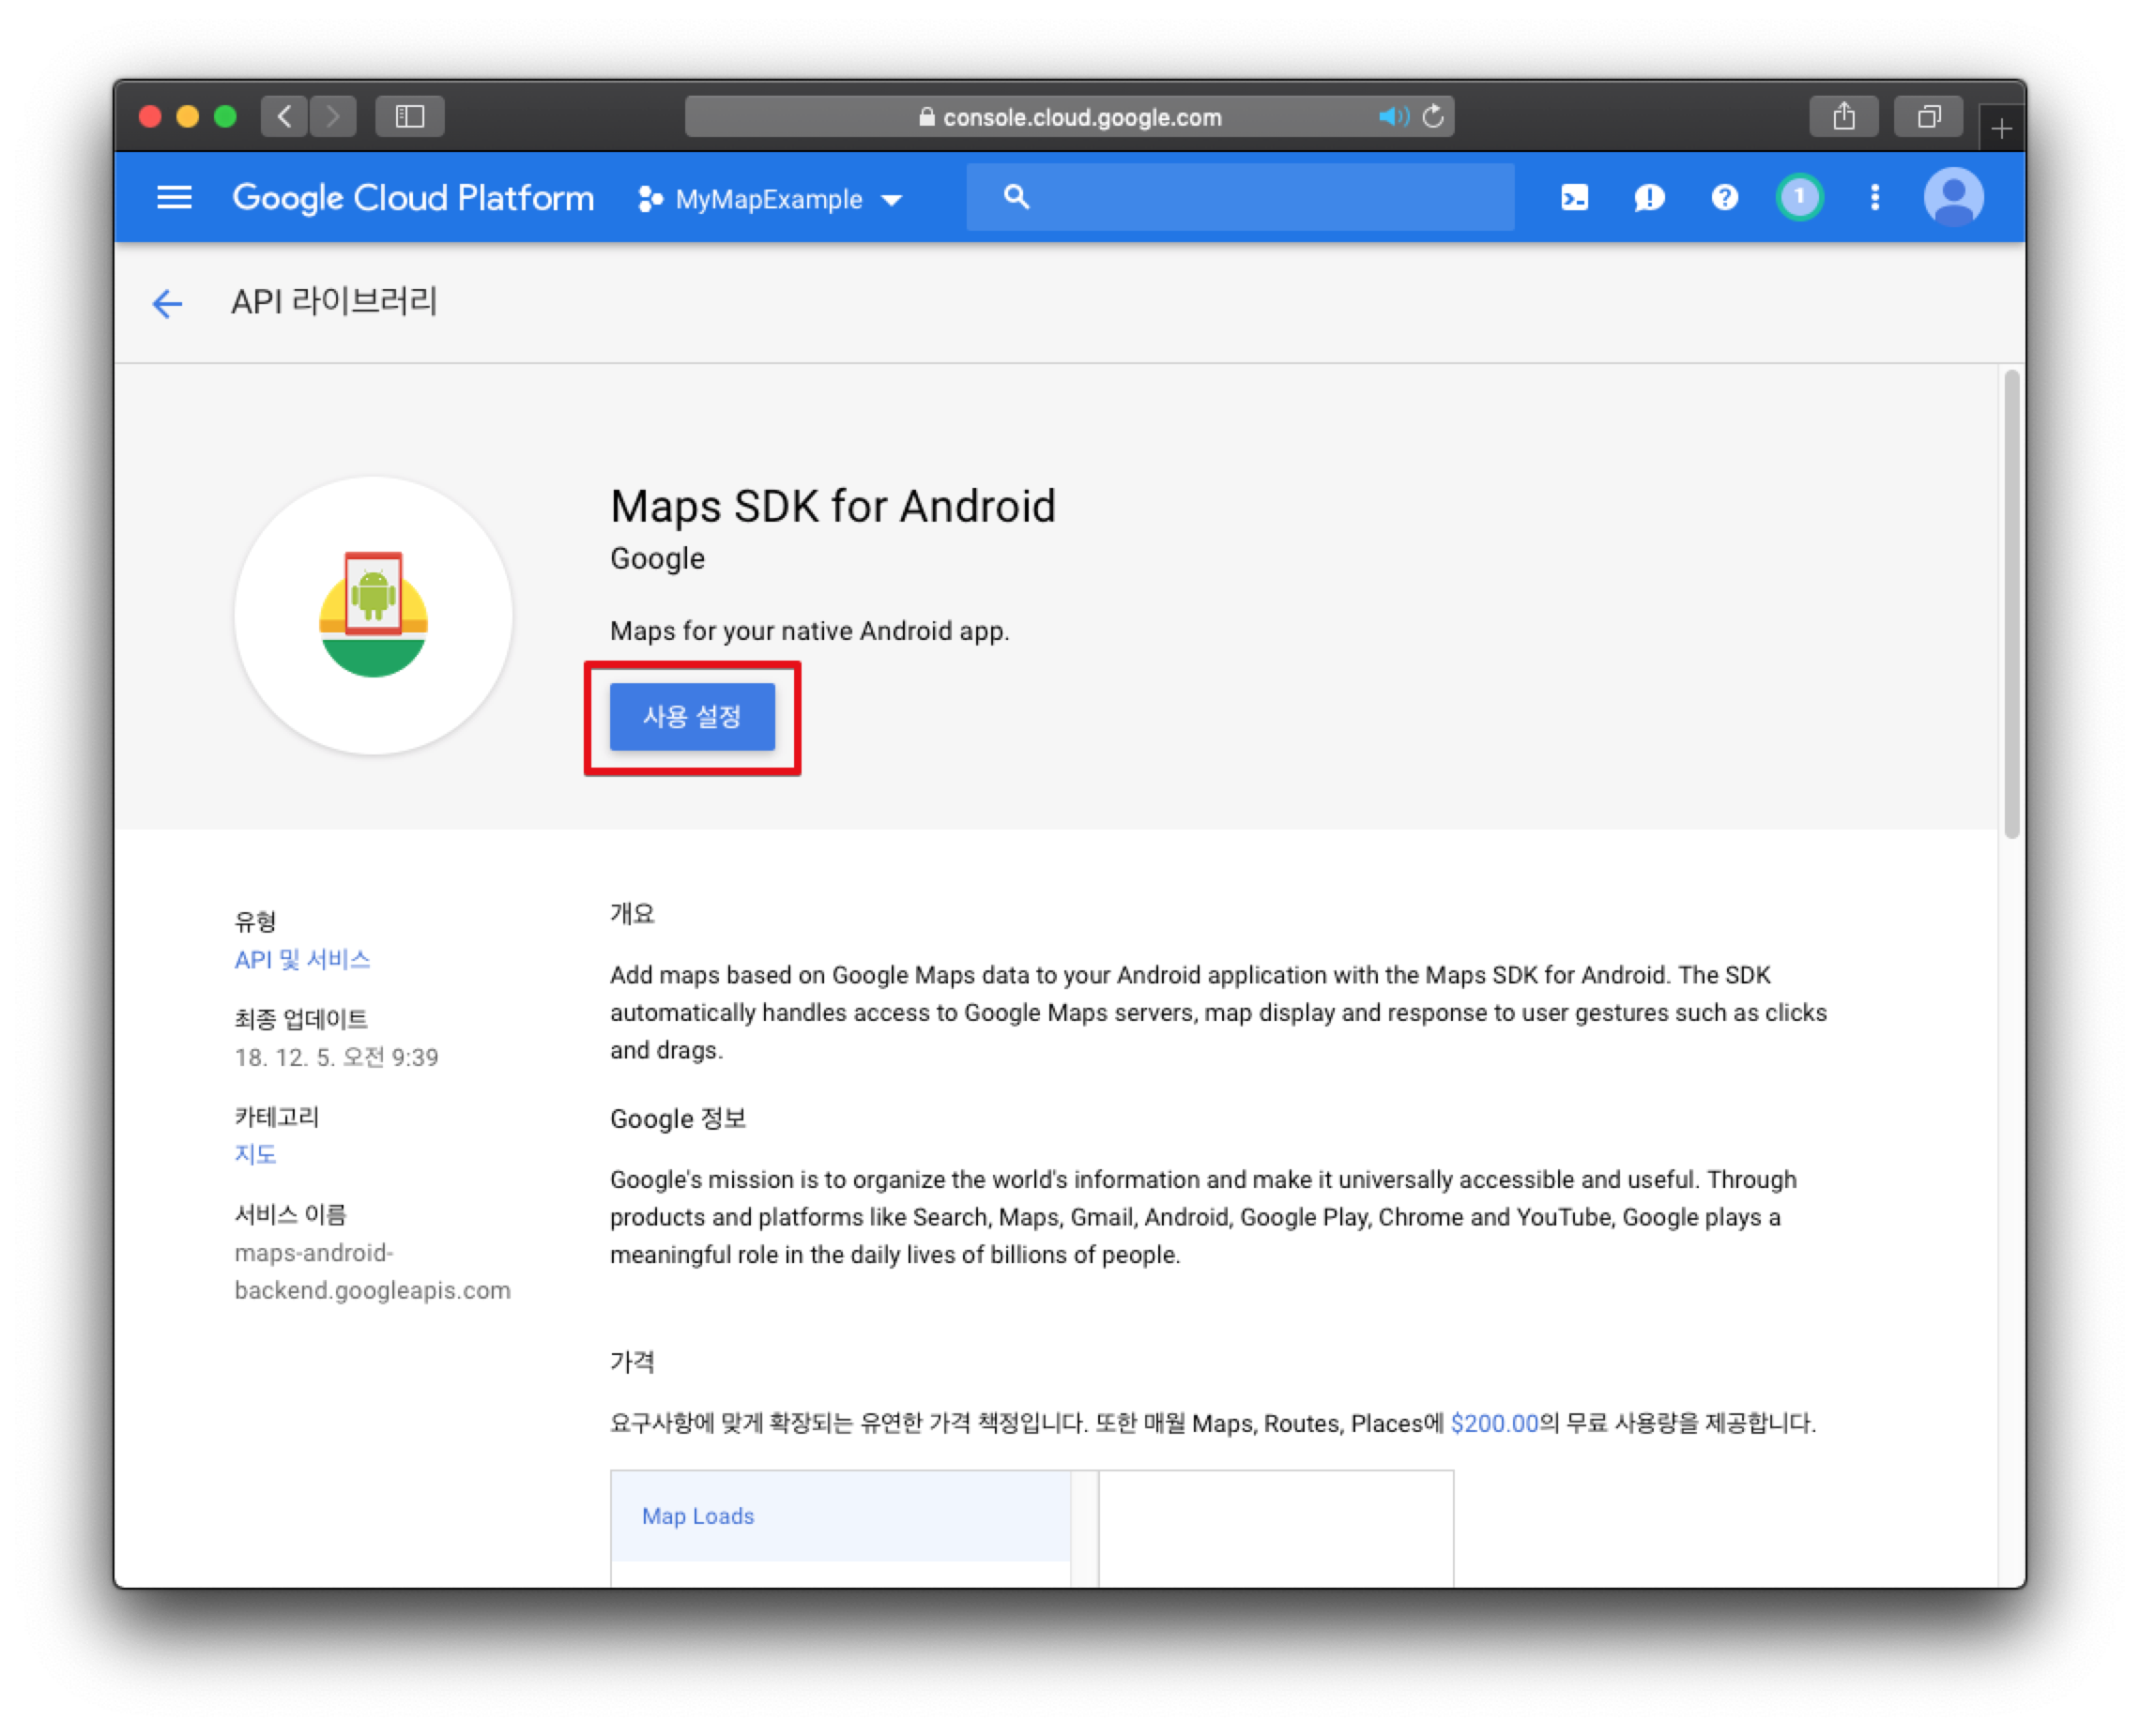 console.cloud.google.com
Google Cloud Platform
MyMapExample
1
API 라이브러리
Maps SDK for Android
Google
Maps for your native Android app.
사용 설정
유형
API 및 서비스
최종 업데이트
18. 12. 5. 오전 9:39
카테고리
지도
서비스 이름
maps-android-
backend.googleapis.com
개요
Add maps based on Google Maps data to your Android application with the Maps SDK for Android. The SDK
automatically handles access to Google Maps servers, map display and response to user gestures such as clicks
and drags.
Google 정보
Google's mission is to organize the world's information and make it universally accessible and useful. Through
products and platforms like Search, Maps, Gmail, Android, Google Play, Chrome and YouTube, Google plays a
meaningful role in the daily lives of billions of people.
가격
요구사항에 맞게 확장되는 유연한 가격 책정입니다. 또한 매월 Maps, Routes, Places에 $200.00의 무료 사용량을 제공합니다.
Map Loads